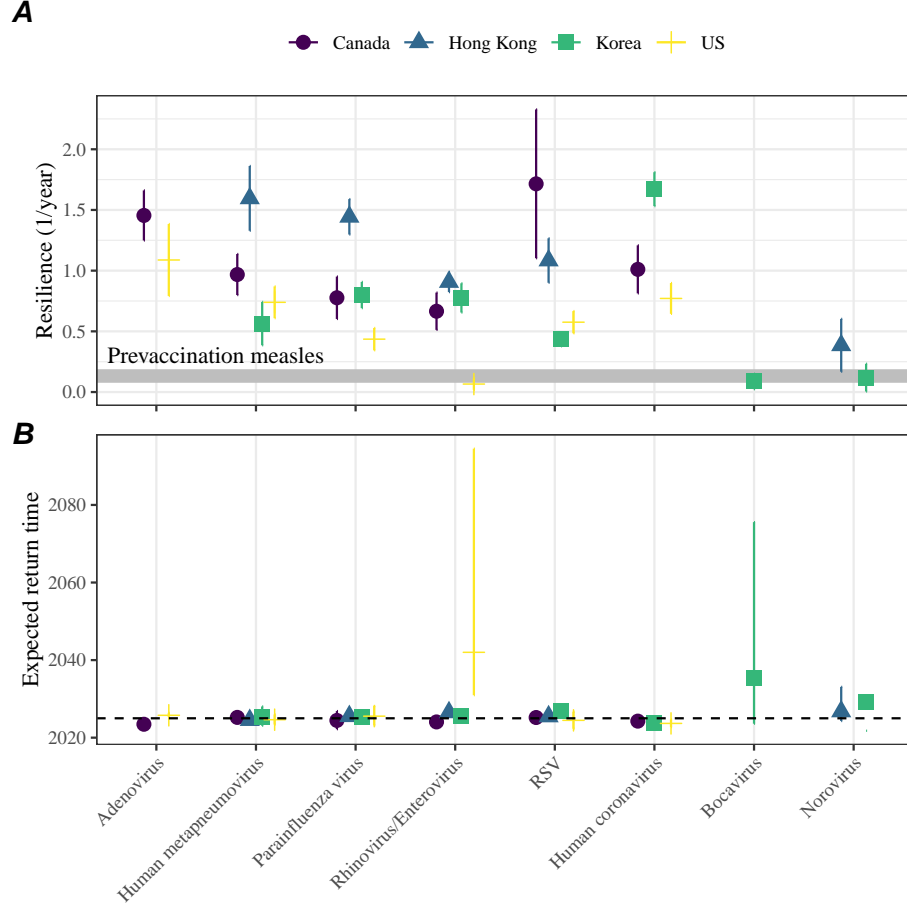 A
Canada Hong Kong Korea US
Resilience (1/year)
2.0
1.5
1.0
0.5
0.0
Prevaccination measles
B
Expected return time
2080
2060
2040
2020
Adenovirus
Human metapneumovirus
Parainfluenza virus
Rhinovirus/Enterovirus
RSV
Human coronavirus
Bocavirus
Norovirus